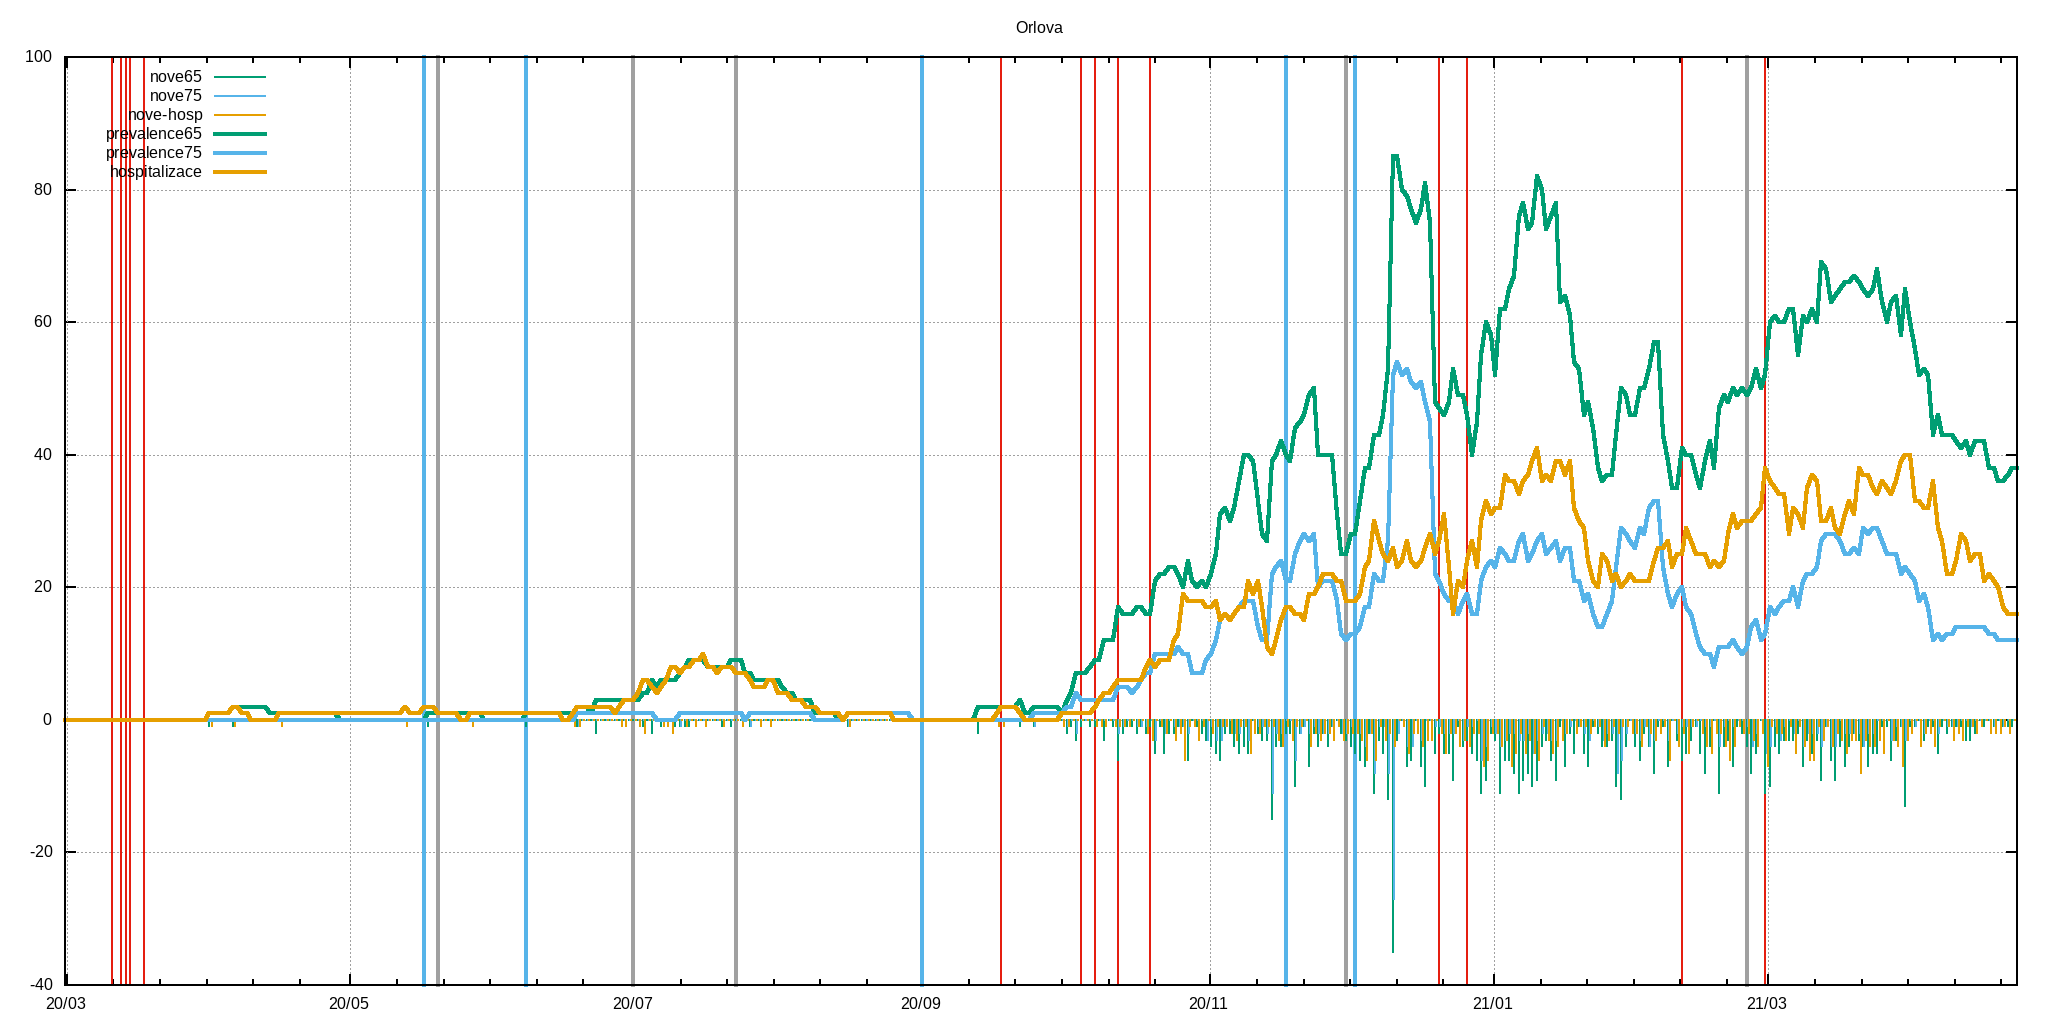 Orlova
100
80
60
40
20
0
-20
-40
nove65
nove75
nove-hosp
prevalence65
prevalence75
hospitalizace
20/03 20/05 20/07 20/09 20/11 21/01 21/03